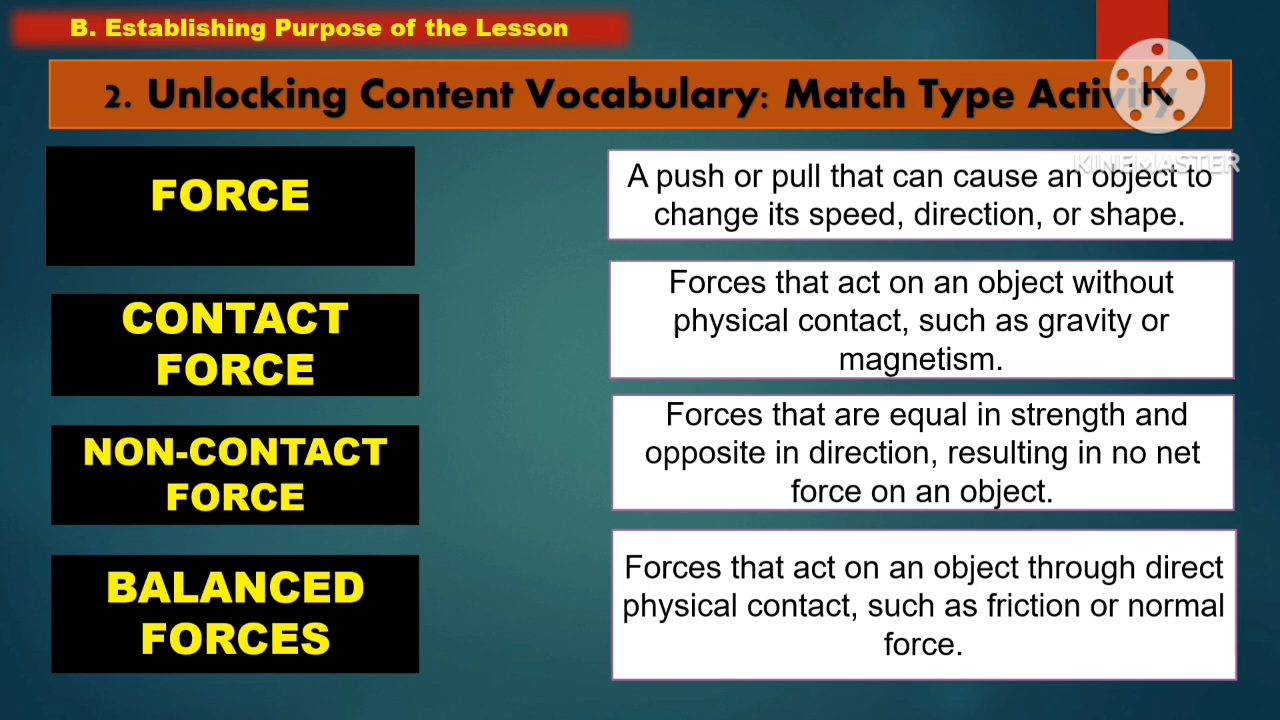 B. Establishing Purpose of the Lesson
2. Unlocking Content Vocabulary: Match Type Activity
KINEMASTER
FORCE
A push or pull that can cause an object to
change its speed, direction, or shape.
CONTACT
FORCE
Forces that act on an object without
physical contact, such as gravity or
magnetism.
NON-CONTACT
FORCE
Forces that are equal in strength and
opposite in direction, resulting in no net
force on an object.
BALANCED
FORCES
Forces that act on an object through direct
physical contact, such as friction or normal
force.